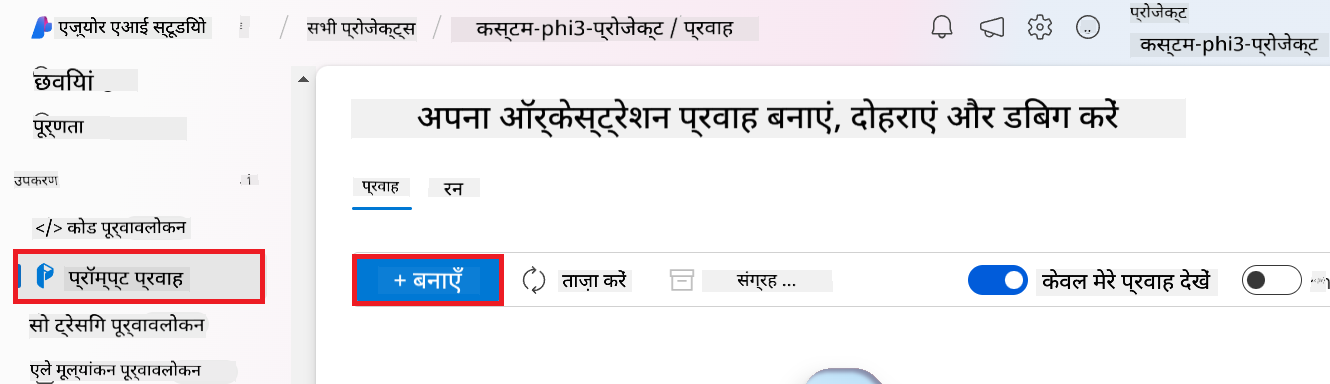 एज़्योर एआई स्टूडियो / सभी प्रोजेक्ट्स / कस्टम-phi3-प्रोजेक्ट / प्रवाह
प्रोजेक्ट
कस्टम-phi3-प्रोजेक्ट
छवियां
पूर्णता
उपकरण
</> कोड पूर्वावलोकन
प्रॉम्प्ट प्रवाह
सो ट्रेसिंग पूर्वावलोकन
एले मूल्यांकन पूर्वावलोकन
अपना ऑर्केस्ट्रेशन प्रवाह बनाएं, दोहराएं और डिबग करें
प्रवाह
रन
+ बनाएँ
ताज़ा करें
संग्रह ...
केवल मेरे प्रवाह देखें